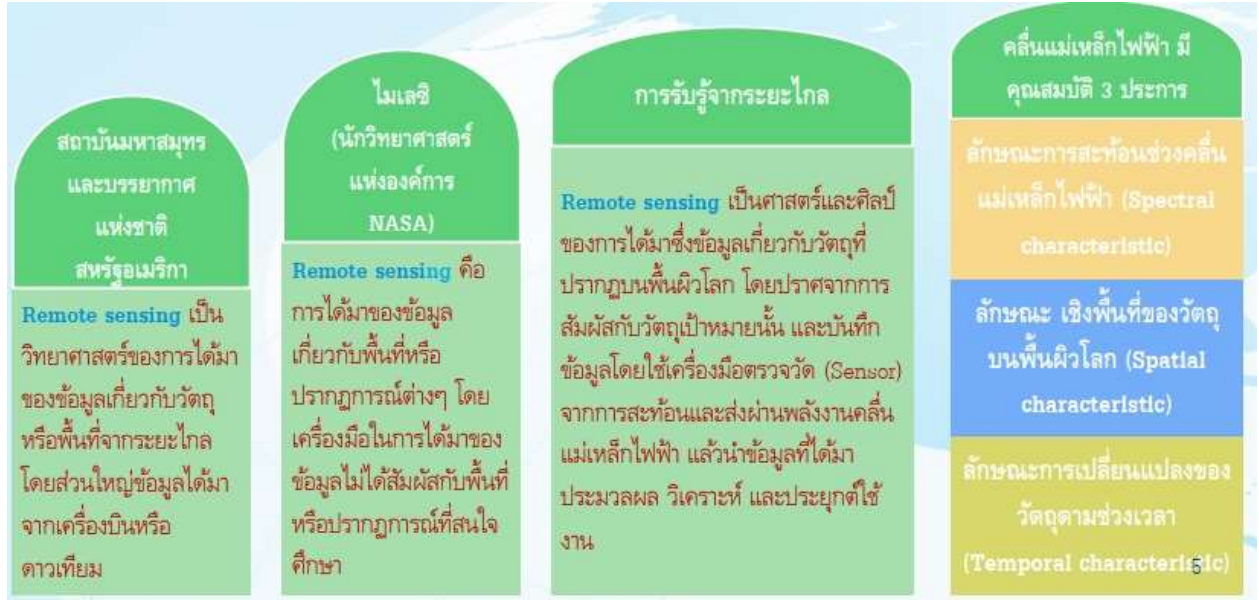 สถาบันมหาสมุทร
และบรรยากาศ
แห่งชาติ
สหรัฐอเมริกา
Remote sensing เป็น
วิทยาศาสตร์ของการได้มา
ของข้อมูลเกี่ยวกับวัตถุ
หรือพื้นที่จากระยะไกล
โดยส่วนใหญ่ข้อมูลได้มา
จากเครื่องบินหรือ
ดาวเทียม
ไมเลซิ
(นักวิทยาศาสตร์
แห่งองค์การ
NASA)
Remote sensing คือ
การได้มาของข้อมูล
เกี่ยวกับพื้นที่หรือ
ปรากฏการณ์ต่างๆ โดย
เครื่องมือในการได้มาของ
ข้อมูลไม่ได้สัมผัสกับพื้นที่
หรือปรากฏการณ์ที่สนใจ
ศึกษา
การรับรู้จากระยะไกล
Remote sensing เป็นศาสตร์และศิลป์
ของการได้มาซึ่งข้อมูลเกี่ยวกับวัตถุที่
ปรากฏบนพื้นผิวโลก โดยปราศจากการ
สัมผัสกับวัตถุเป้าหมายนั้น และบันทึก
ข้อมูลโดยใช้เครื่องมือตรวจวัด (Sensor)
จากการสะท้อนและส่งผ่านพลังงานคลื่น
แม่เหล็กไฟฟ้า แล้วนำข้อมูลที่ได้มา
ประมวลผล วิเคราะห์ และประยุกต์ใช้
งาน
คลื่นแม่เหล็กไฟฟ้า มี
คุณสมบัติ 3 ประการ
ลักษณะการสะท้อนช่วงคลื่น
แม่เหล็กไฟฟ้า (Spectral
characteristic)
ลักษณะ เชิงพื้นที่ของวัตถุ
บนพื้นผิวโลก (Spatial
characteristic)
ลักษณะการเปลี่ยนแปลงของ
วัตถุตามช่วงเวลา
(Temporal characteristic)
5